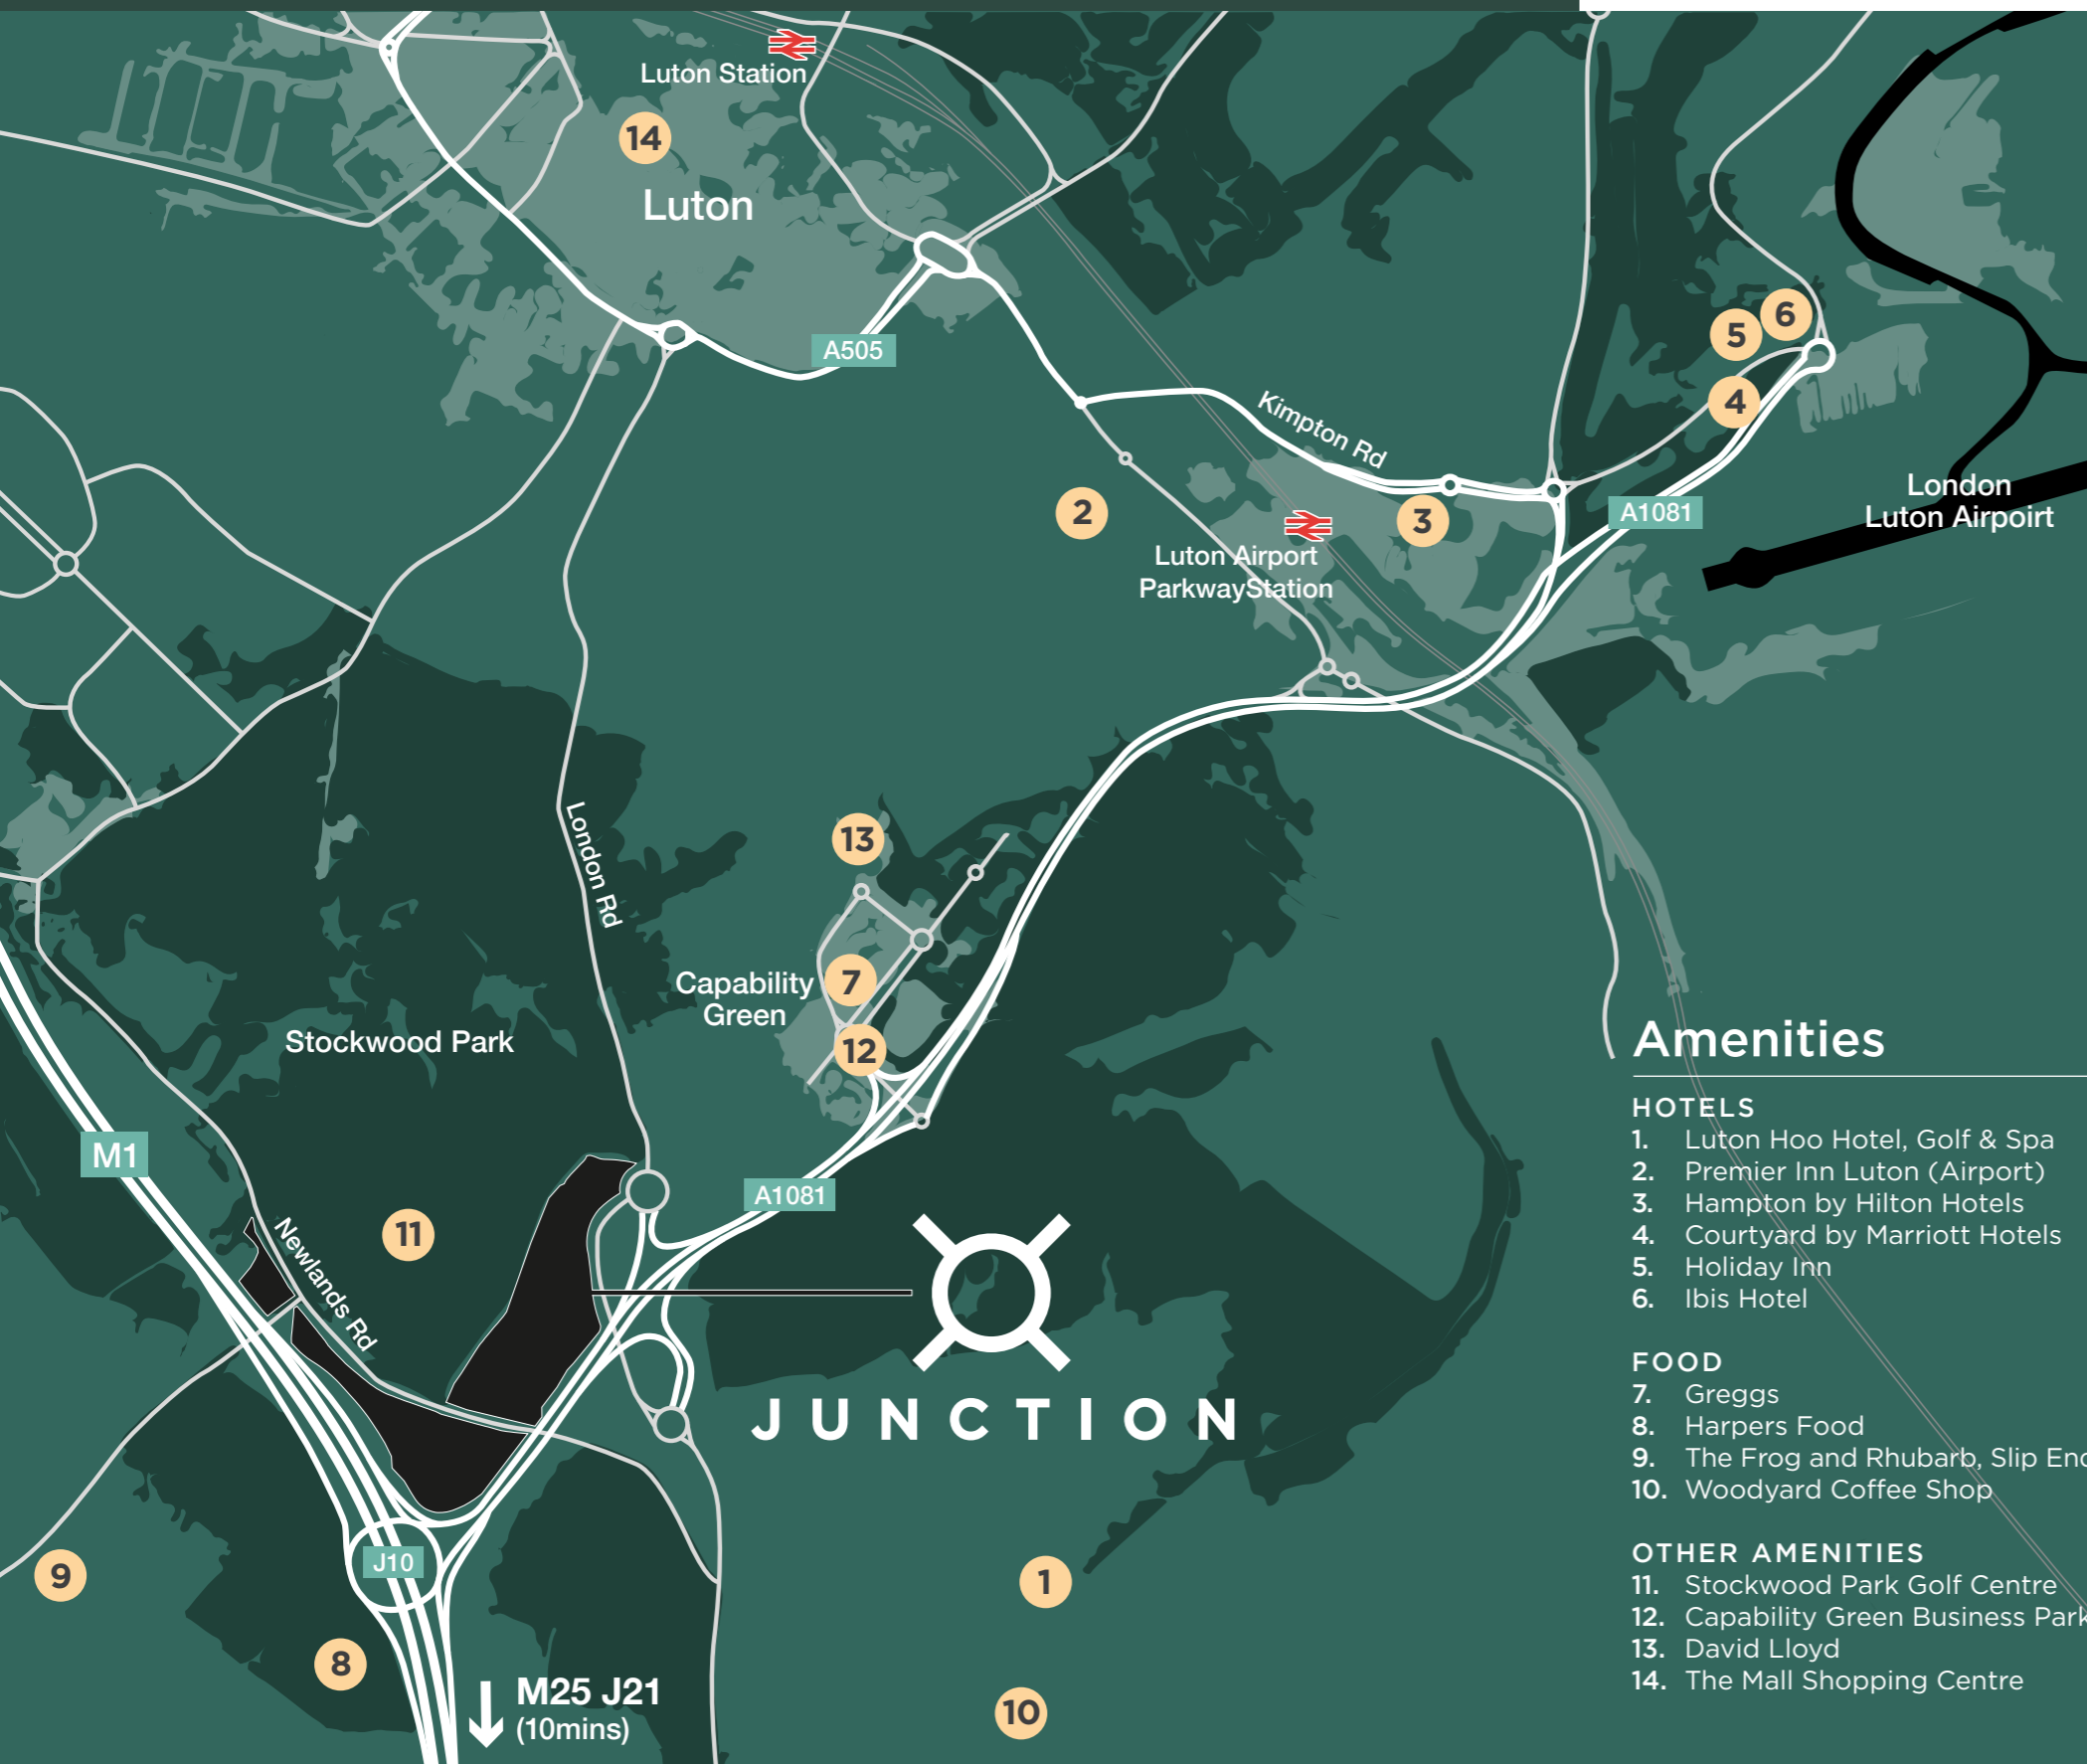 Luton Station
14
Luton
A505
6
5
4
Kimpton Rd
2
3
A1081
London
Luton Airpoirt
Luton Airport
ParkwayStation
London Rd
13
Capability
Green
7
12
Stockwood Park
M1
A1081
11
Newlands Rd
JUNCTION
J10
9
8
1
10
M25 J21
(10mins)
Amenities
HOTELS
1. Luton Hoo Hotel, Golf & Spa
2. Premier Inn Luton (Airport)
3. Hampton by Hilton Hotels
4. Courtyard by Marriott Hotels
5. Holiday Inn
6. Ibis Hotel
FOOD
7. Greggs
8. Harpers Food
9. The Frog and Rhubarb, Slip End
10. Woodyard Coffee Shop
OTHER AMENITIES
11. Stockwood Park Golf Centre
12. Capability Green Business Park
13. David Lloyd
14. The Mall Shopping Centre